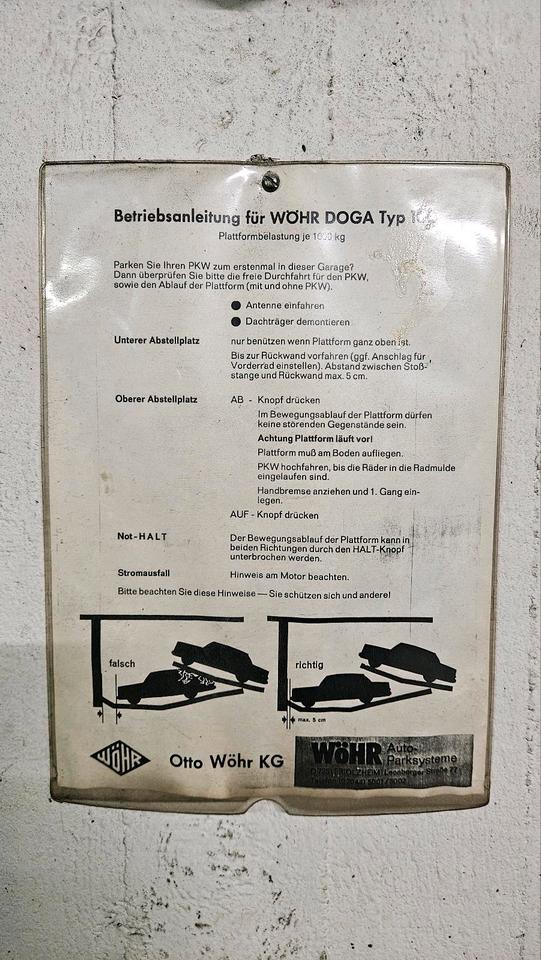 Betriebsanleitung für WÖHR DOGA Typ
Plattformbelastung je kg
Parken Sie Ihren PKW zum erstenmal in dieser Garage?
Dann überprüfen Sie bitte die freie Durchfahrt für den PKW,
sowie den Ablauf der Plattform (mit und ohne PKW).
● Antenne einfahren
● Dachträger demontieren
Unterer Abstellplatz nur benützen wenn Plattform ganz oben ist.
Bis zur Rückwand vorfahren (ggf. Anschlag für
Vorderrad einstellen). Abstand zwischen Stoß-
stange und Rückwand max. 5 cm.
Oberer Abstellplatz AB - Knopf drücken
Im Bewegungsablauf der Plattform dürfen
keine störenden Gegenstände sein.
Achtung Plattform läuft vor!
Plattform muß am Boden aufliegen.
PKW hochfahren, bis die Räder in die Radmulde
eingelaufen sind.
Handbremse anziehen und 1. Gang ein-
legen.
AUF - Knopf drücken
Not-HALT Der Bewegungsablauf der Plattform kann in
beiden Richtungen durch den HALT-Knopf
unterbrochen werden.
Stromausfall Hinweis am Motor beachten.
Bitte beachten Sie diese Hinweise — Sie schützen sich und andere!
falsch
richtig
max. 5 cm
WÖHR
Otto Wöhr KG
WÖHR Auto-
Parksysteme
Leonberger Straße 77